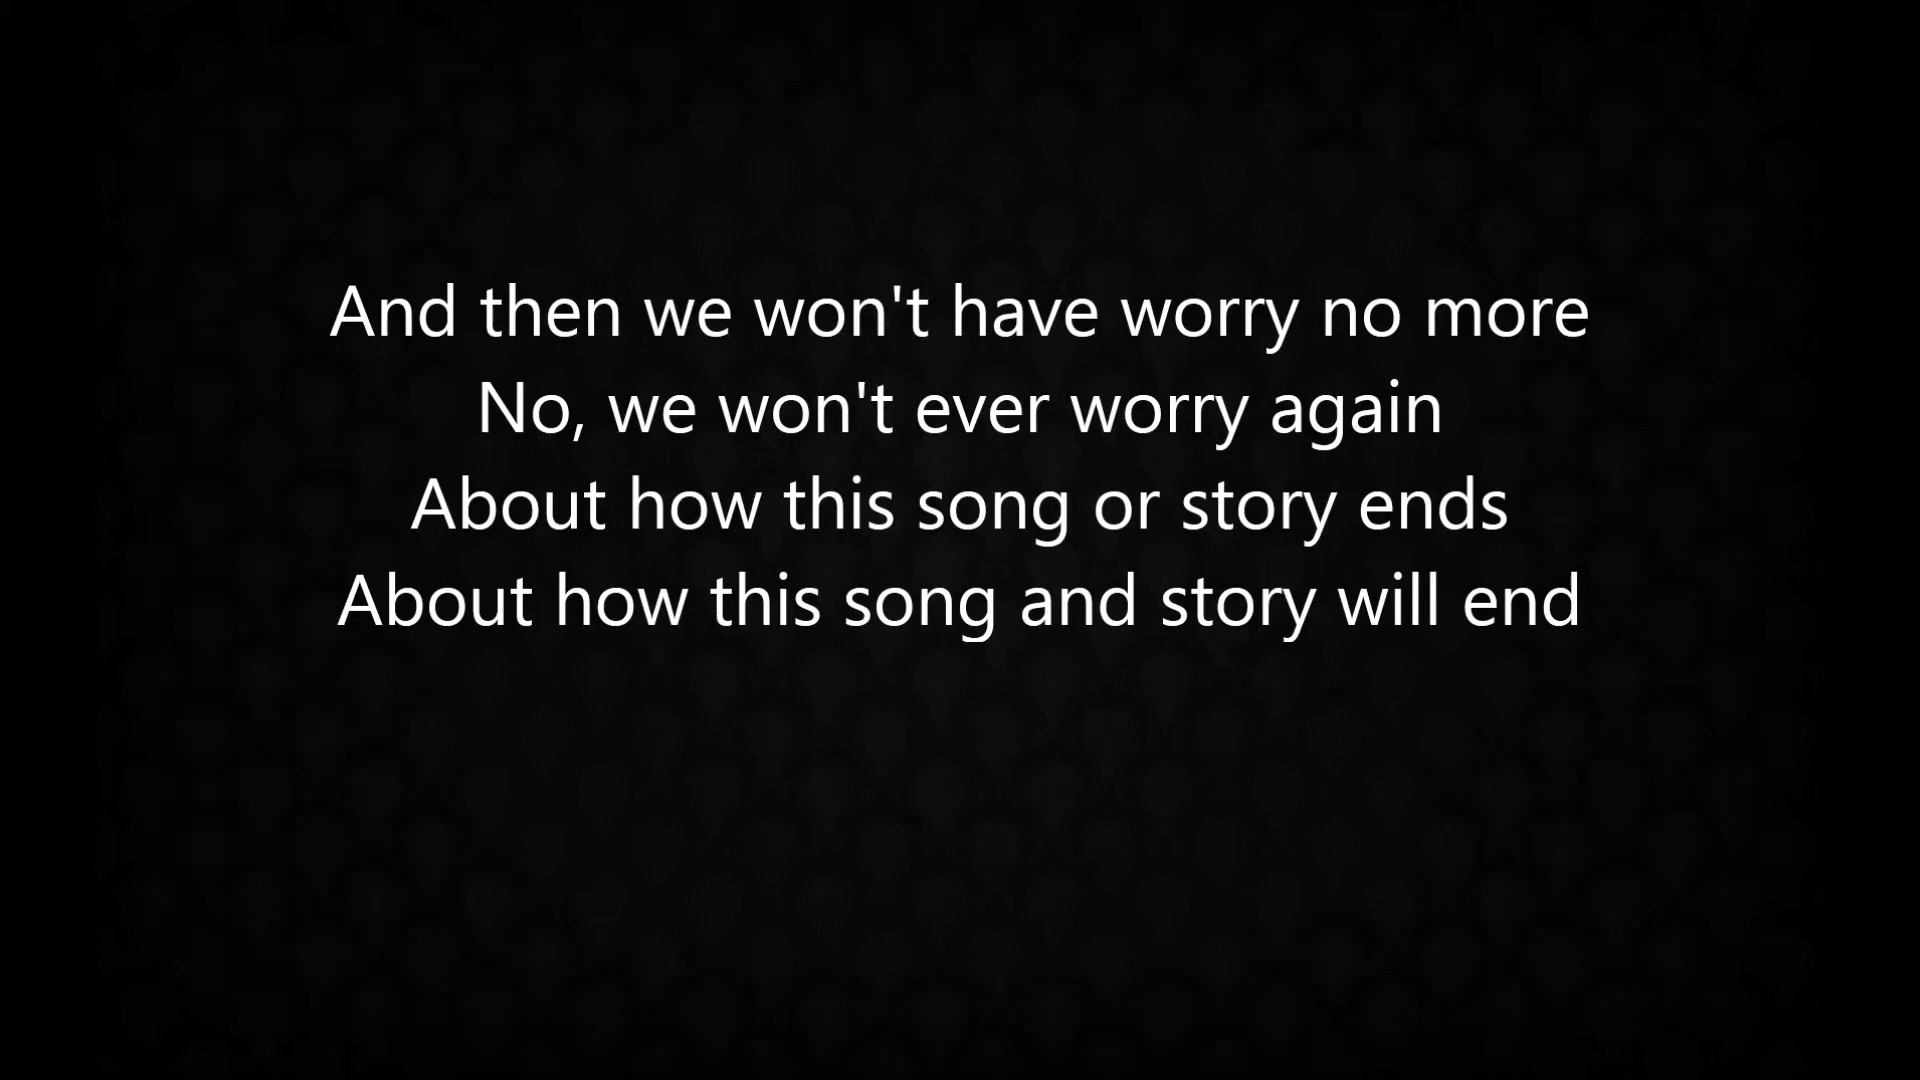 And then we won't have worry no more
No, we won't ever worry again
About how this song or story ends
About how this song and story will end